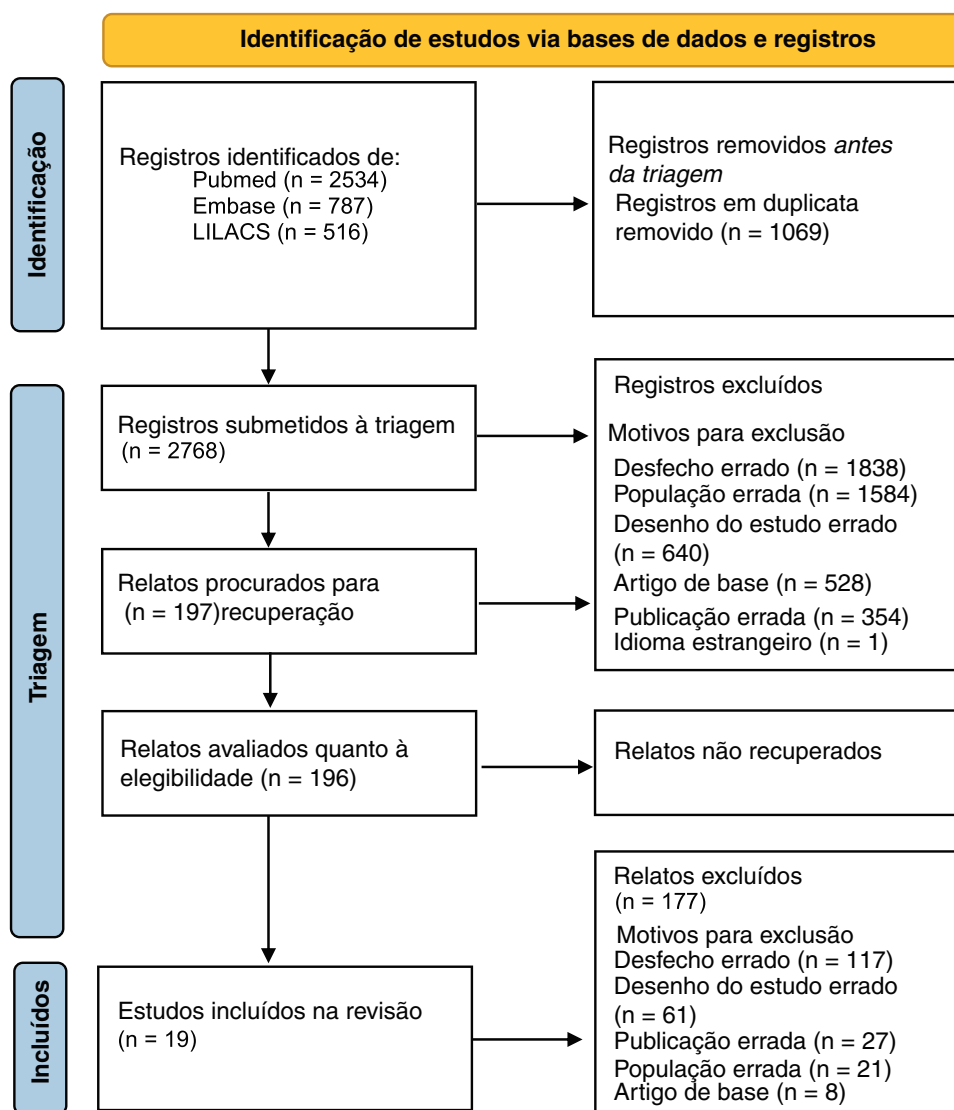 Identificação de estudos via bases de dados e registros
Identificação
Registros identificados de:
Pubmed (n = 2534)
Embase (n = 787)
LILACS (n = 516)
Registros removidos antes
da triagem
Registros em duplicata
removido (n = 1069)
Triagem
Registros submetidos à triagem
(n = 2768)
Registros excluídos
Motivos para exclusão
Desfecho errado (n = 1838)
População errada (n = 1584)
Desenho do estudo errado
(n = 640)
Artigo de base (n = 528)
Publicação errada (n = 354)
Idioma estrangeiro (n = 1)
Relatos procurados para
(n = 197)recuperação
Relatos avaliados quanto à
elegibilidade (n = 196)
Relatos não recuperados
Incluídos
Estudos incluídos na revisão
(n = 19)
Relatos excluídos
(n = 177)
Motivos para exclusão
Desfecho errado (n = 117)
Desenho do estudo errado
(n = 61)
Publicação errada (n = 27)
População errada (n = 21)
Artigo de base (n = 8)